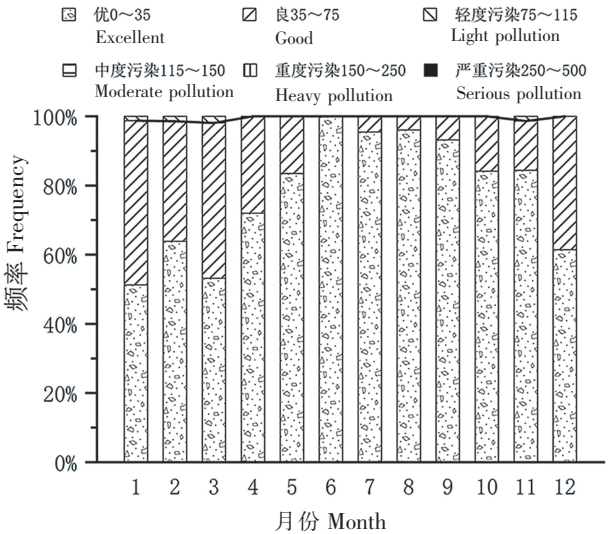 优0～35 良35～75 轻度污染75～115
Excellent Good Light pollution
中度污染115～150 重度污染150～250 严重污染250～500
Moderate pollution Heavy pollution Serious pollution
100%
80%
60%
40%
20%
0%
频率 Frequency
1 2 3 4 5 6 7 8 9 10 11 12
月份 Month